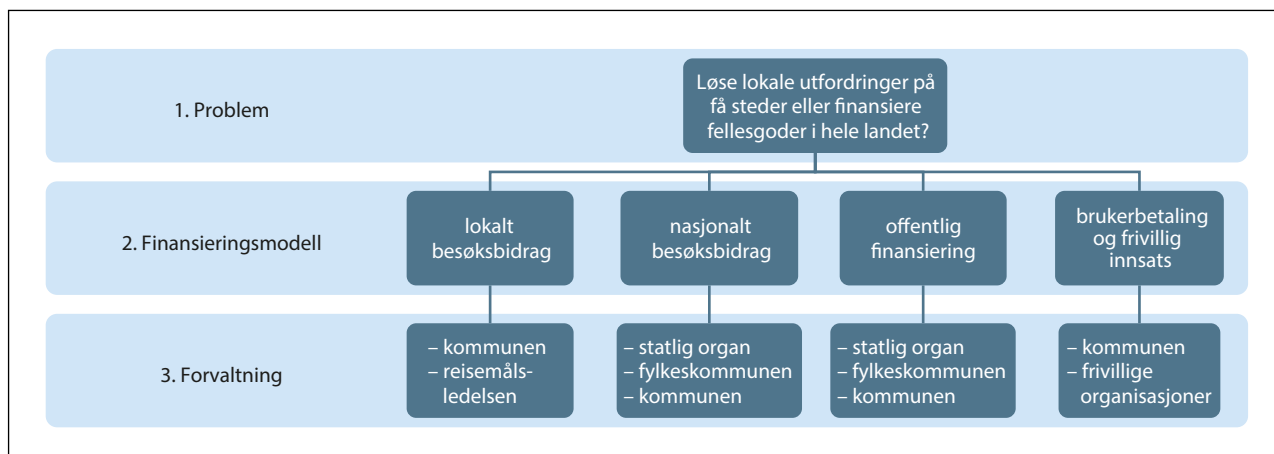 1. Problem
Løse lokale utfordringer på
få steder eller finansiere
fellesgoder i hele landet?
2. Finansieringsmodell
lokalt
besøksbidrag
nasjonalt
besøksbidrag
offentlig
finansiering
brukerbetaling
og frivillig
innsats
3. Forvaltning
– kommunen
– reisemåls-
ledelsen
– statlig organ
– fylkeskommunen
– kommunen
– statlig organ
– fylkeskommunen
– kommunen
– kommunen
– frivillige
organisasjoner